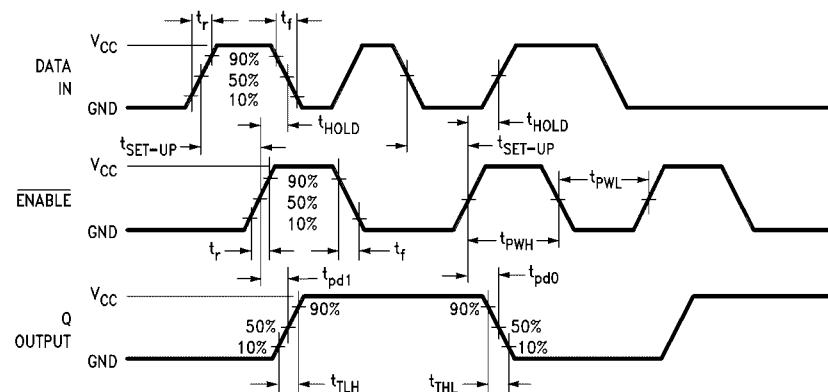 t_r
t_f
V_CC
DATA
IN
90%
50%
10%
GND
t_HOLD
t_HOLD
t_SET-UP
t_SET-UP
V_CC
ENABLE
90%
50%
10%
t_PWL
GND
t_r
t_f
t_PWH
t_pd1
t_pd0
V_CC
Q
OUTPUT
90%
90%
50%
50%
10%
10%
GND
t_TLH
t_THL